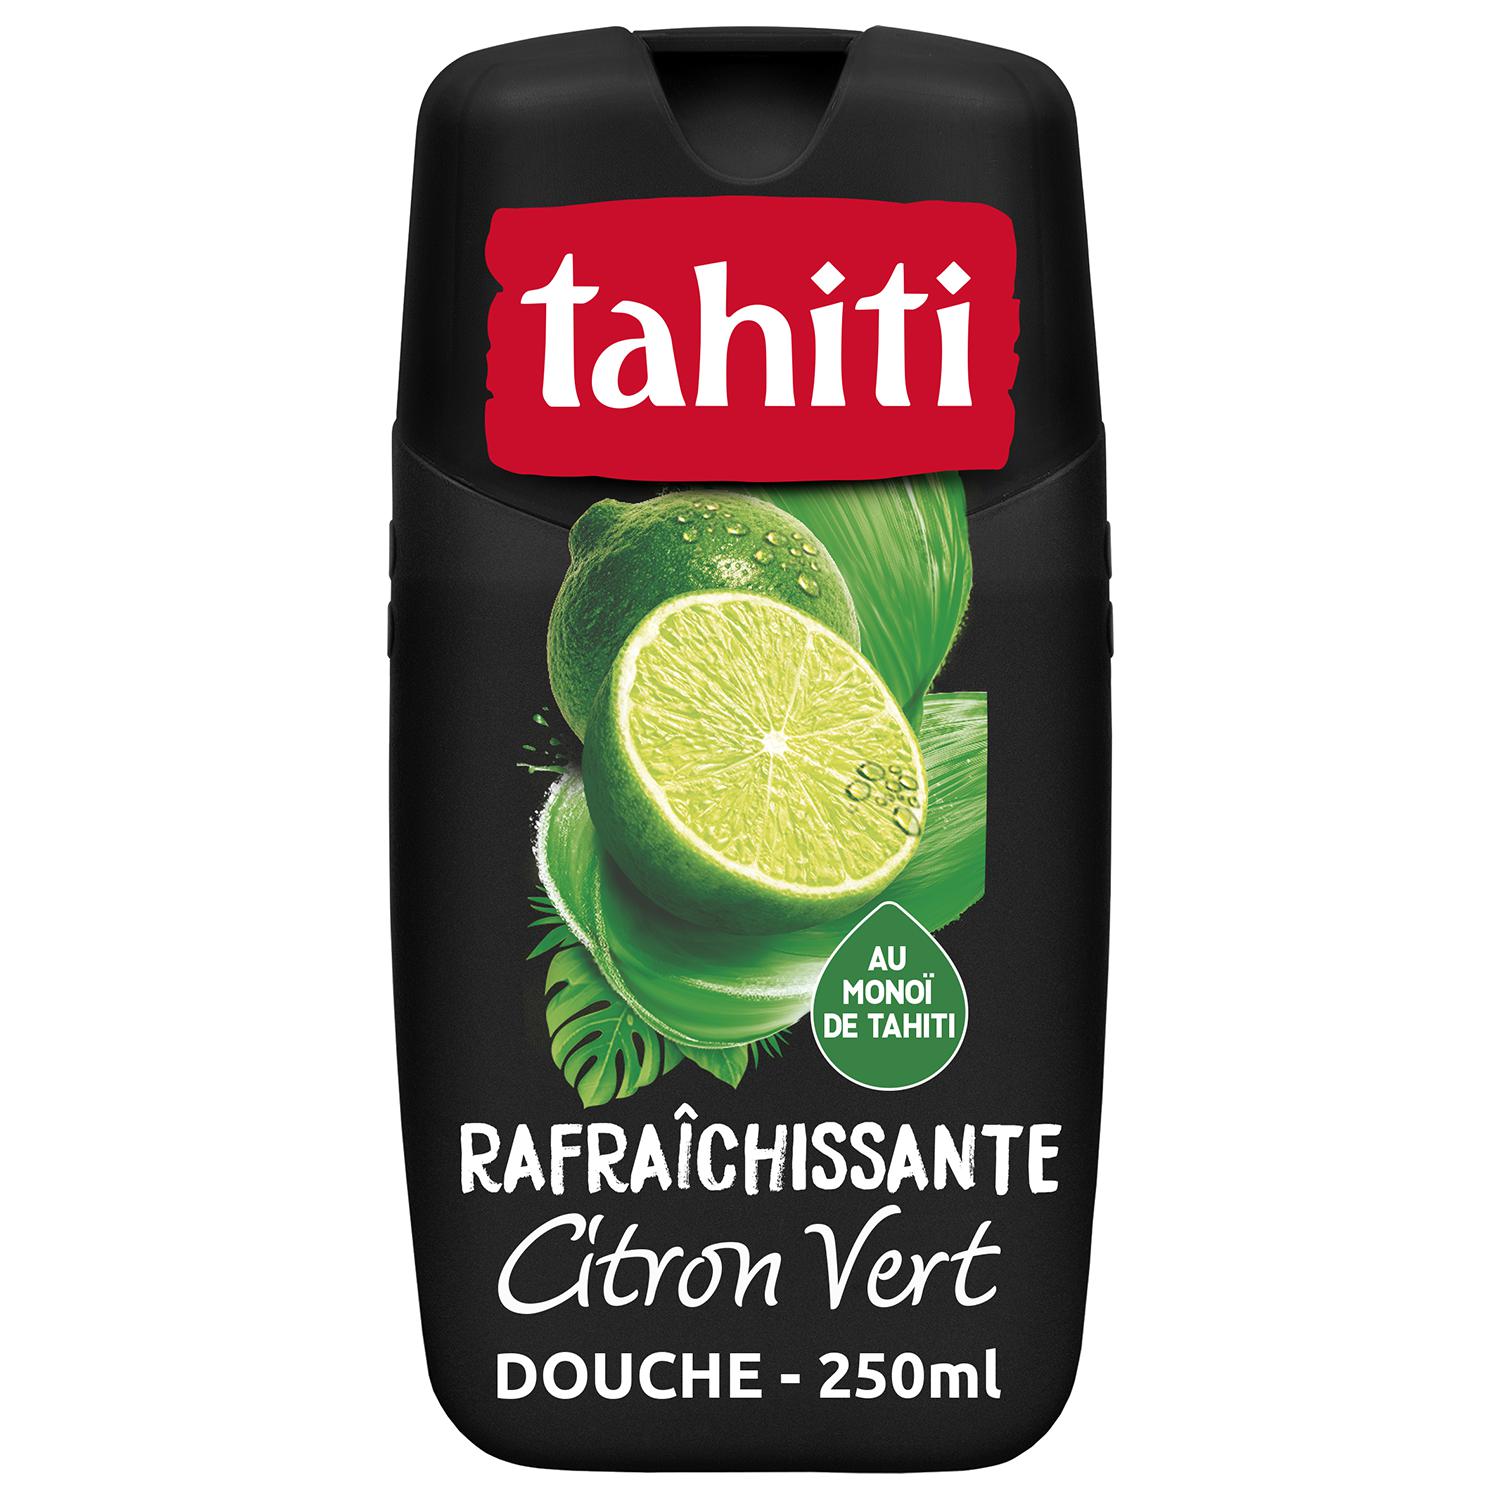 tahiti
AU
MONOÏ
DE TAHITI
RAFRAÎCHISSANTE
Citron Vert
DOUCHE - 250ml